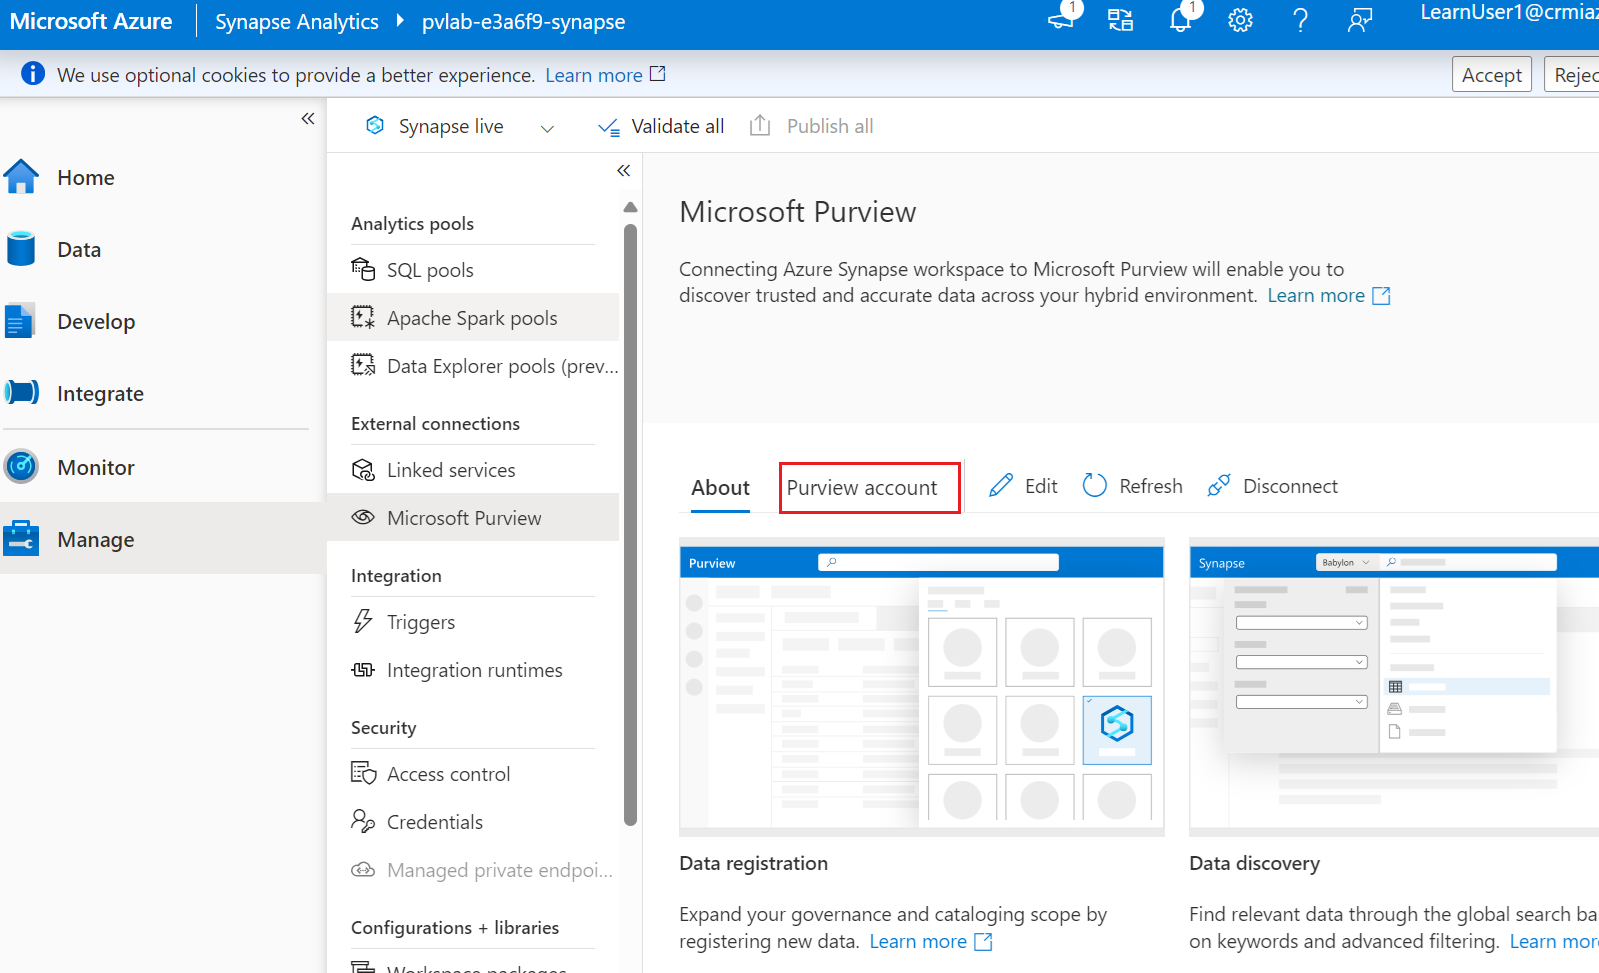 Microsoft Azure
Synapse Analytics
pvlab-e3a6f9-synapse
1
1
LearnUser1@crmiaz
We use optional cookies to provide a better experience. Learn more
Accept
Rejec
Synapse live
Validate all
Publish all
Home
Data
Develop
Integrate
Monitor
Manage
Analytics pools
SQL pools
Apache Spark pools
Data Explorer pools (prev...
External connections
Linked services
Microsoft Purview
Integration
Triggers
Integration runtimes
Security
Access control
Credentials
Managed private endpoi...
Configurations + libraries
Workspace packages
Microsoft Purview
Connecting Azure Synapse workspace to Microsoft Purview will enable you to
discover trusted and accurate data across your hybrid environment. Learn more
About
Purview account
Edit
Refresh
Disconnect
Purview
Synapse
Babylon
Data registration
Expand your governance and cataloging scope by
registering new data. Learn more
Data discovery
Find relevant data through the global search ba
on keywords and advanced filtering. Learn more